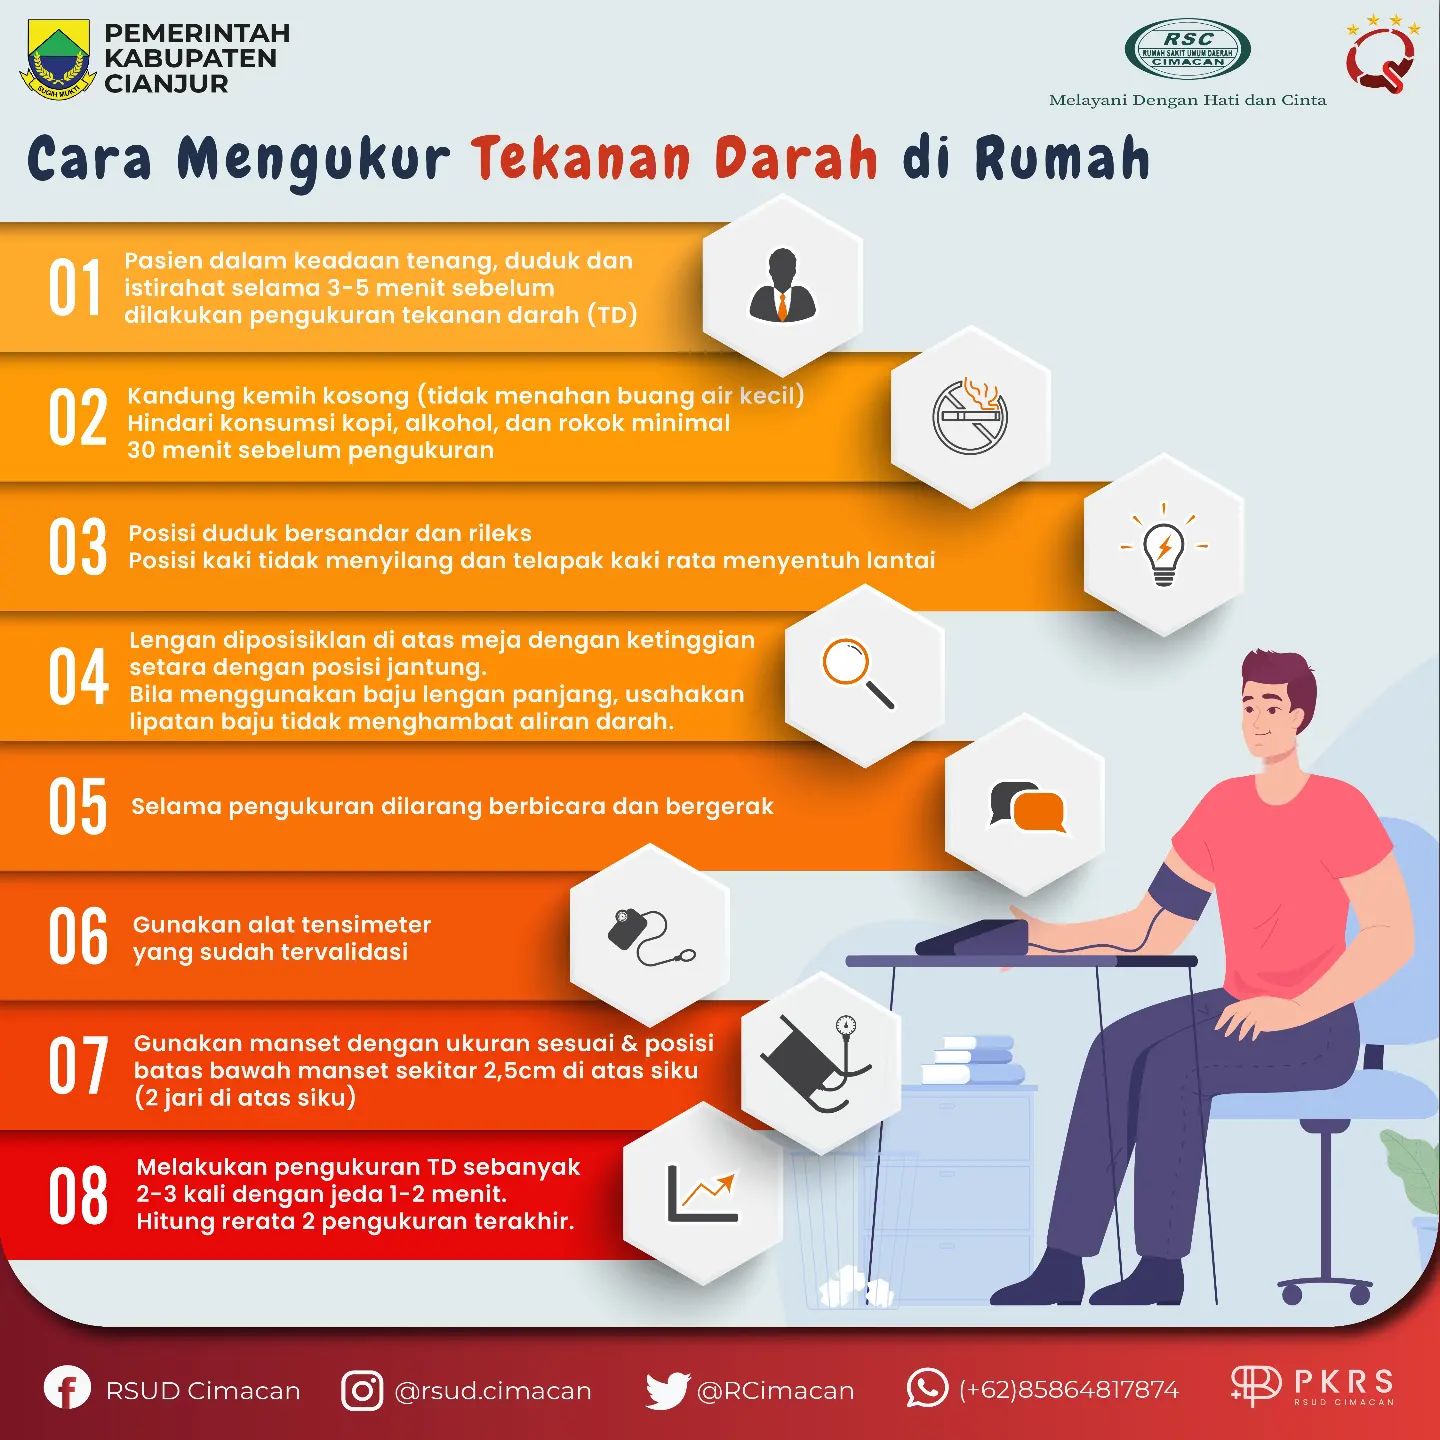 PEMERINTAH
KABUPATEN
CIANJUR
SUGIH MUKTI
RSC
RUMAH SAKIT UMUM DAERAH
CIMACAN
Melayani Dengan Hati dan Cinta
Cara Mengukur Tekanan Darah di Rumah
01
Pasien dalam keadaan tenang, duduk dan
istirahat selama 3-5 menit sebelum
dilakukan pengukuran tekanan darah (TD)
02
Kandung kemih kosong (tidak menahan buang air kecil)
Hindari konsumsi kopi, alkohol, dan rokok minimal
30 menit sebelum pengukuran
03
Posisi duduk bersandar dan rileks
Posisi kaki tidak menyilang dan telapak kaki rata menyentuh lantai
04
Lengan diposisiklan di atas meja dengan ketinggian
setara dengan posisi jantung.
Bila menggunakan baju lengan panjang, usahakan
lipatan baju tidak menghambat aliran darah.
05
Selama pengukuran dilarang berbicara dan bergerak
06
Gunakan alat tensimeter
yang sudah tervalidasi
07
Gunakan manset dengan ukuran sesuai & posisi
batas bawah manset sekitar 2,5cm di atas siku
(2 jari di atas siku)
08
Melakukan pengukuran TD sebanyak
2-3 kali dengan jeda 1-2 menit.
Hitung rerata 2 pengukuran terakhir.
RSUD Cimacan
@rsud.cimacan
@RCimacan
(+62)85864817874
PKRS
RSUD CIMACAN